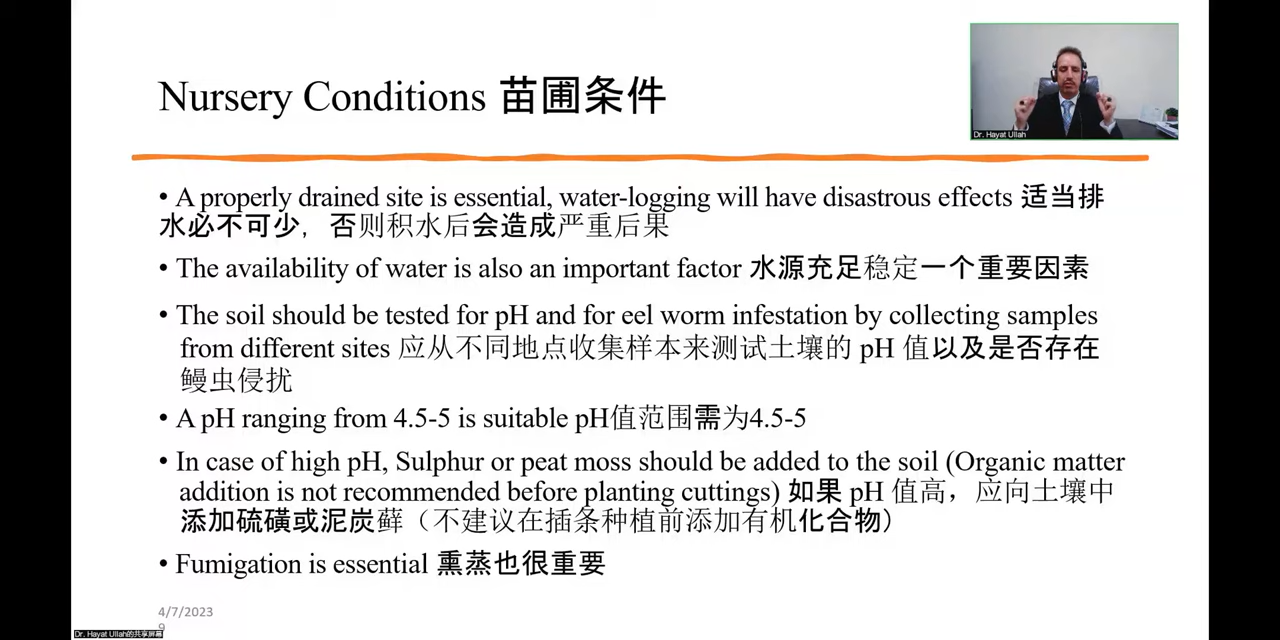 Nursery Conditions 苗圃条件
Dr. Hayat Ullah
• A properly drained site is essential, water-logging will have disastrous effects 适当排
水必不可少，否则积水后会造成严重后果
• The availability of water is also an important factor 水源充足稳定一个重要因素
• The soil should be tested for pH and for eel worm infestation by collecting samples
from different sites 应从不同地点收集样本来测试土壤的 pH 值以及是否存在
鳗虫侵扰
• A pH ranging from 4.5-5 is suitable pH值范围需为4.5-5
• In case of high pH, Sulphur or peat moss should be added to the soil (Organic matter
addition is not recommended before planting cuttings) 如果 pH 值高，应向土壤中
添加硫磺或泥炭藓（不建议在插条种植前添加有机化合物）
• Fumigation is essential 熏蒸也很重要
4/7/2023
9
Dr. Hayat Ullah的共享屏幕